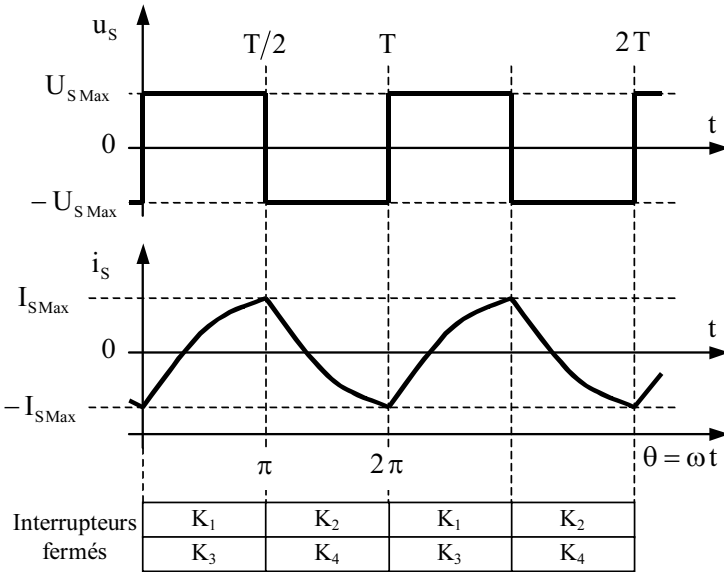 u_S
T/2 T 2T
U_S Max
t
0
– U_S Max
i_S
I_SMax
t
0
– I_SMax
π 2π θ = ωt
Interrupteurs fermés
K₁ K₂ K₁ K₂
K₃ K₄ K₃ K₄